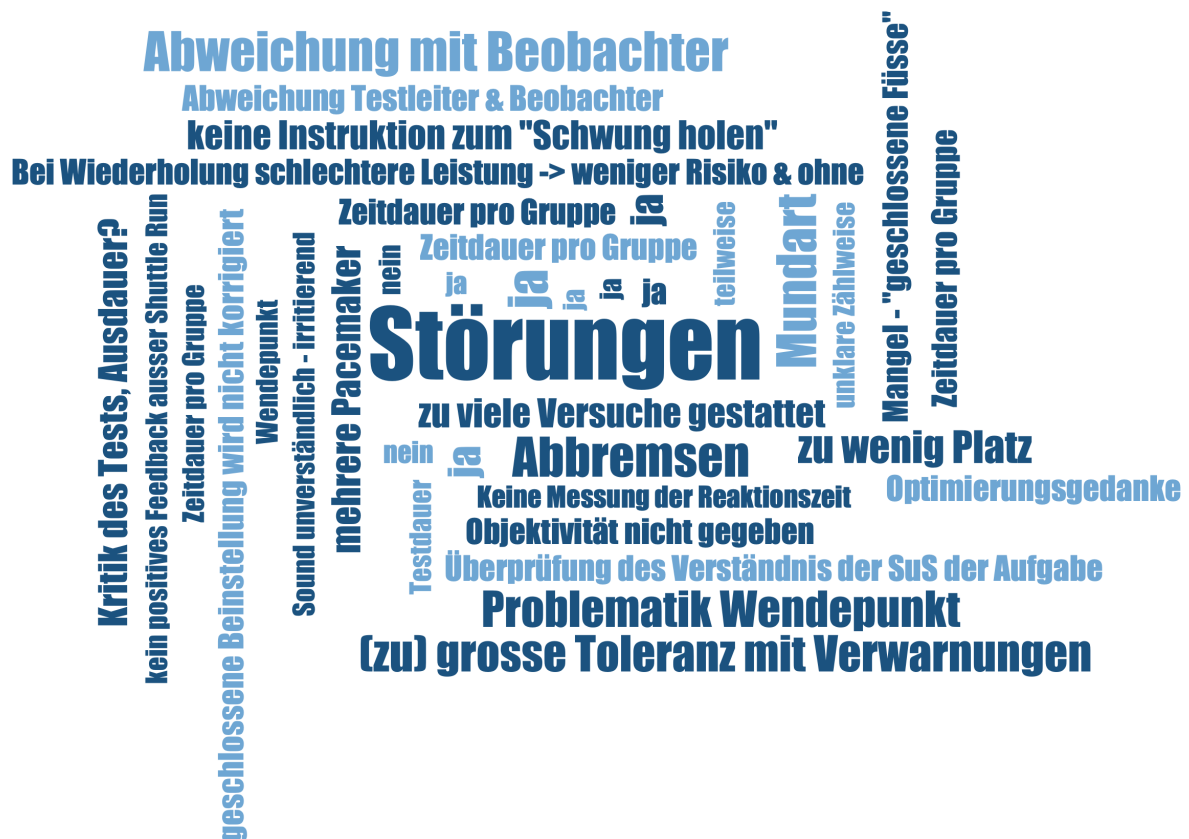 Abweichung mit Beobachter
Abweichung Testleiter & Beobachter
keine Instruktion zum "Schwung holen"
Bei Wiederholung schlechtere Leistung -> weniger Risiko & ohne
Kritik des Tests, Ausdauer?
kein positives Feedback ausser Shuttle Run
Zeitdauer pro Gruppe
geschlossene Beinstellung wird nicht korrigiert
Wendepunkt
Sound unverständlich - irritierend
mehrere Pacemaker
Zeitdauer pro Gruppe
ja
nein
Zeitdauer pro Gruppe
ja
ja
ja
ja
ja
teilweise
Mundart
unklare Zählweise
Mangel - "geschlossene Füsse"
Zeitdauer pro Gruppe
Störungen
zu viele Versuche gestattet
nein
ja
Abbremsen
zu wenig Platz
Testdauer
Keine Messung der Reaktionszeit
Optimierungsgedanke
Objektivität nicht gegeben
Überprüfung des Verständnis der SuS der Aufgabe
Problematik Wendepunkt
(zu) grosse Toleranz mit Verwarnungen